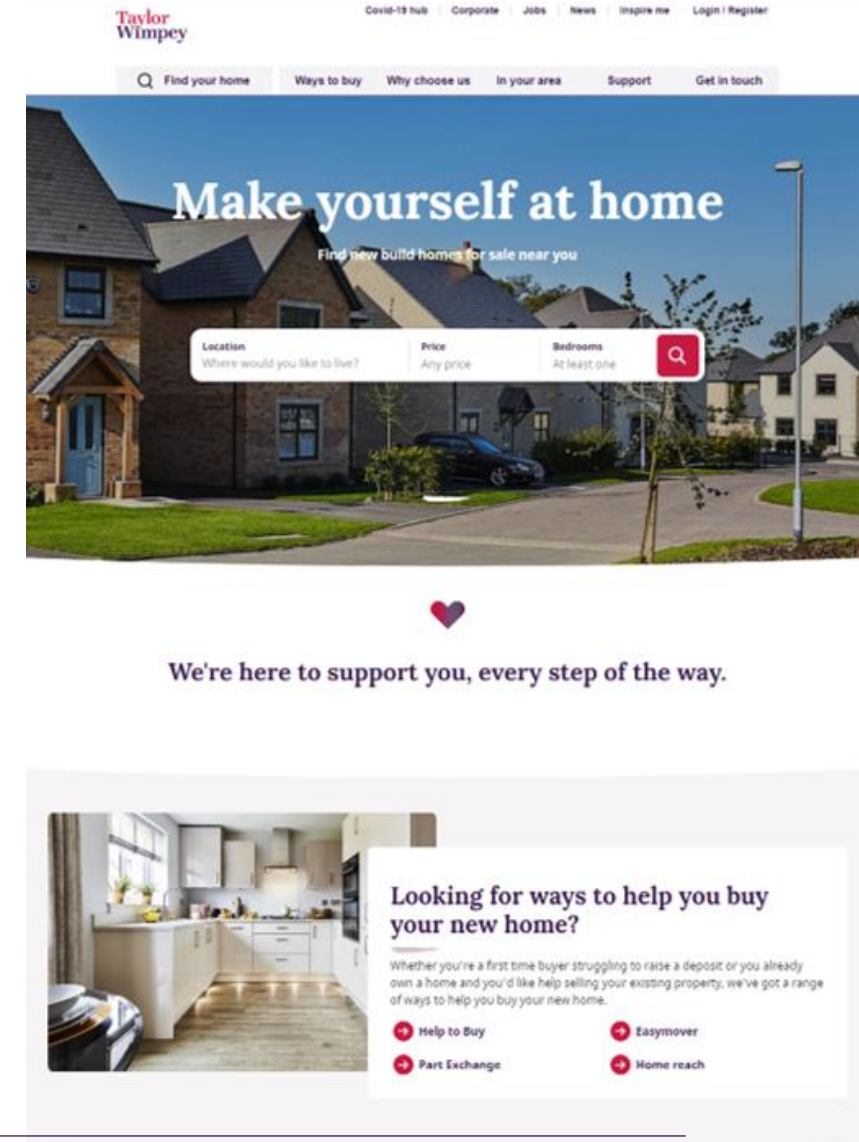 Taylor
Wimpey
Covid-19 hub
Corporate
Jobs
News
Inspire me
Login / Register
Find your home
Ways to buy
Why choose us
In your area
Support
Get in touch
Make yourself at home
Find new build homes for sale near you
Location
Where would you like to live?
Price
Any price
Bedrooms
At least one
We're here to support you, every step of the way.
Looking for ways to help you buy
your new home?
Whether you're a first time buyer struggling to raise a deposit or you already
own a home and you'd like help selling your existing property, we've got a range
of ways to help you buy your new home.
Help to Buy
Easymover
Part Exchange
Home reach